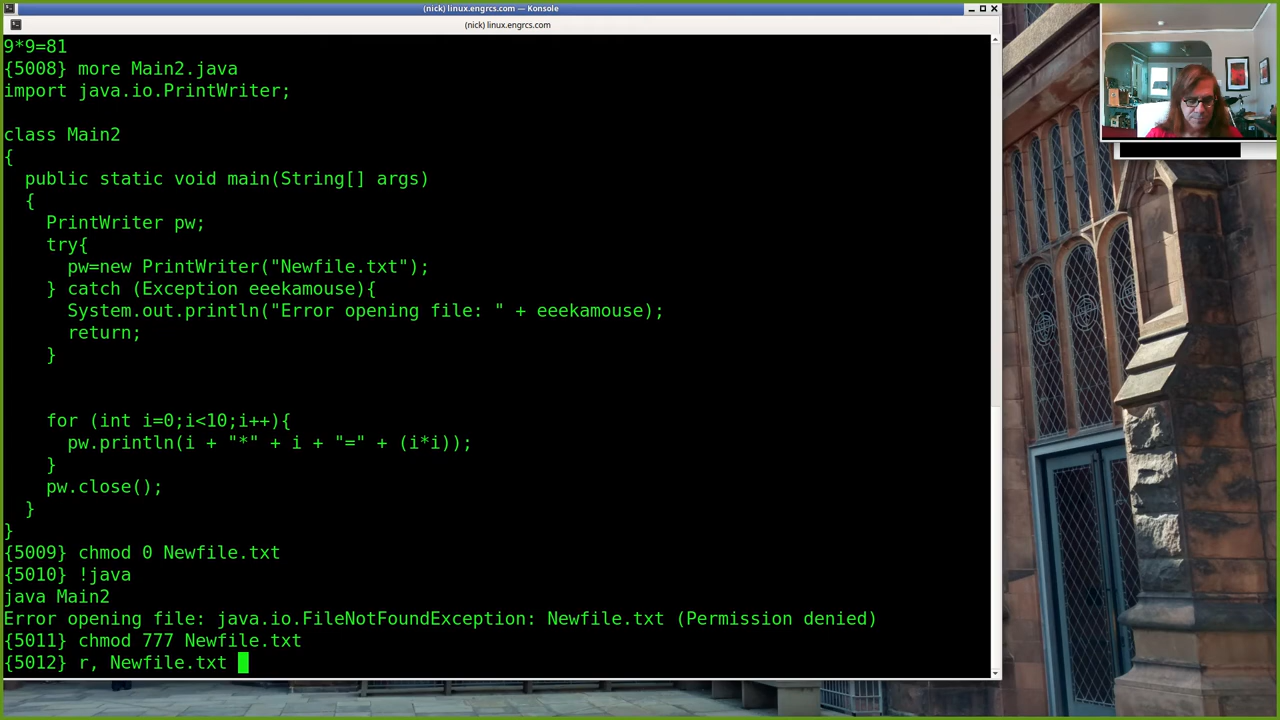 (nick) linux.engrcs.com — Konsole
(nick) linux.engrcs.com
9*9=81
{5008} more Main2.java
import java.io.PrintWriter;
class Main2
{
  public static void main(String[] args)
  {
    PrintWriter pw;
    try{
      pw=new PrintWriter("Newfile.txt");
    } catch (Exception eeekamouse){
      System.out.println("Error opening file: " + eeekamouse);
      return;
    }
    for (int i=0;i<10;i++){
      pw.println(i + "*" + i + "=" + (i*i));
    }
    pw.close();
  }
}
{5009} chmod 0 Newfile.txt
{5010} !java
java Main2
Error opening file: java.io.FileNotFoundException: Newfile.txt (Permission denied)
{5011} chmod 777 Newfile.txt
{5012} r, Newfile.txt